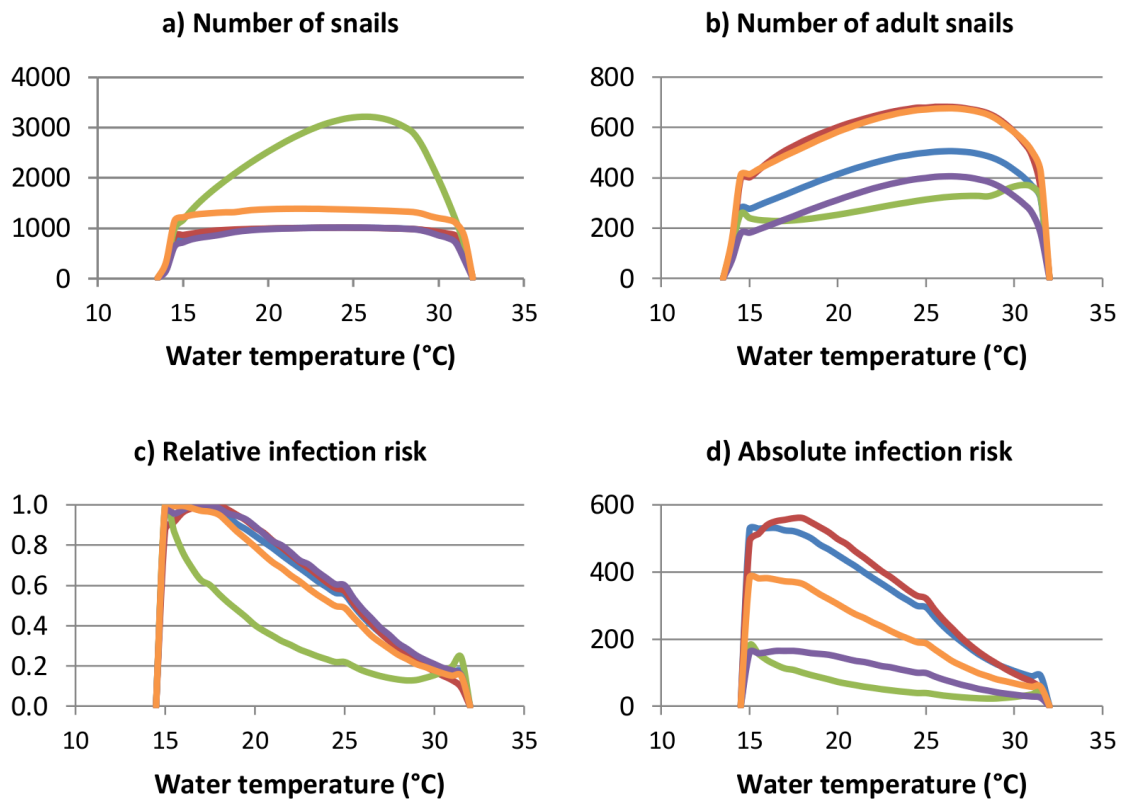 a) Number of snails
4000
3000
2000
1000
0
10 15 20 25 30 35
Water temperature (°C)
b) Number of adult snails
800
600
400
200
0
10 15 20 25 30 35
Water temperature (°C)
c) Relative infection risk
1.0
0.8
0.6
0.4
0.2
0.0
10 15 20 25 30 35
Water temperature (°C)
d) Absolute infection risk
600
400
200
0
10 15 20 25 30 35
Water temperature (°C)